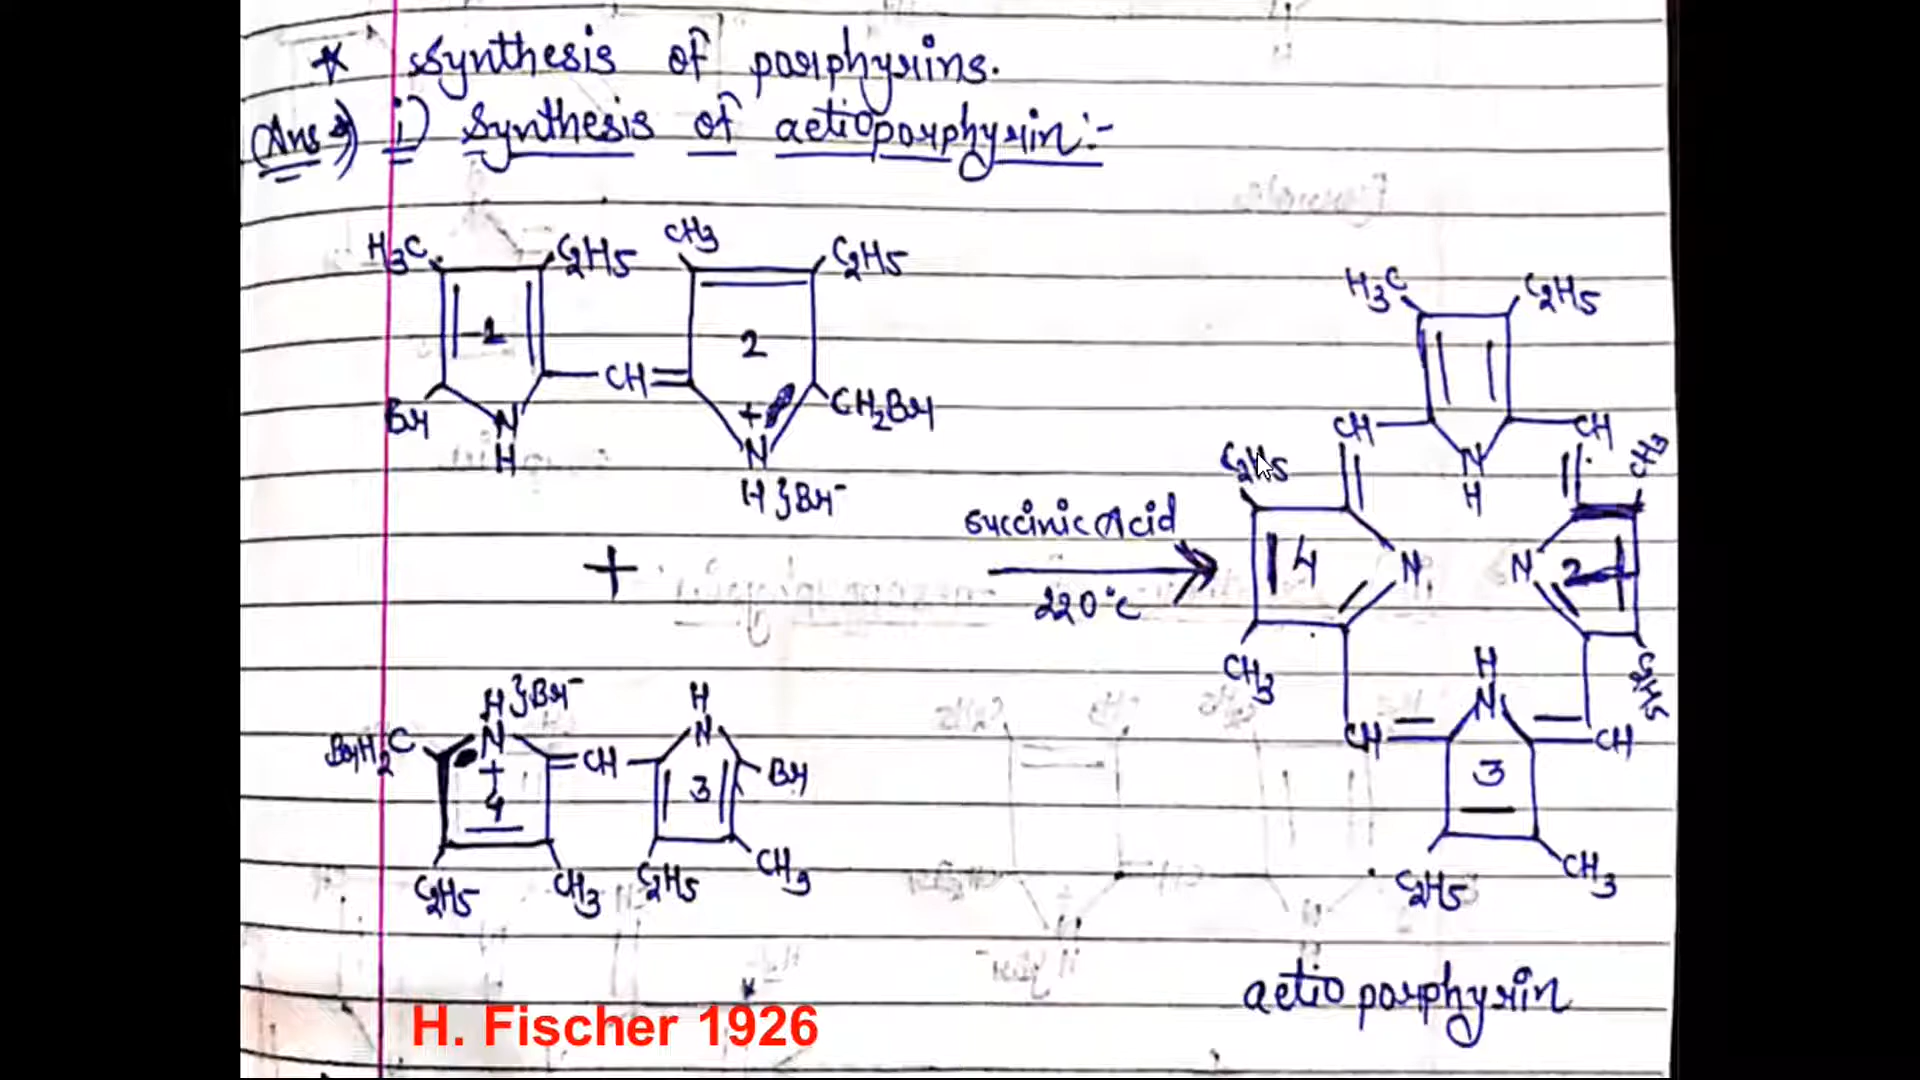 * Synthesis of porphyrins.
Ans → i) Synthesis of aetioporphyrin:-
H3C C2H5 CH3 C2H5
1 2
CH
Br N H + N H }Br- CH2Br
+
Succinic Acid
220°C
BrH2C H }Br- N + 4 CH H N 3 Br
C2H5 CH3 C2H5 CH3
H3C C2H5
CH N H CH
C2H5 CH3
4 N N 2
CH3 C2H5
CH H N CH
3
C2H5 CH3
aetio porphyrin
H. Fischer 1926